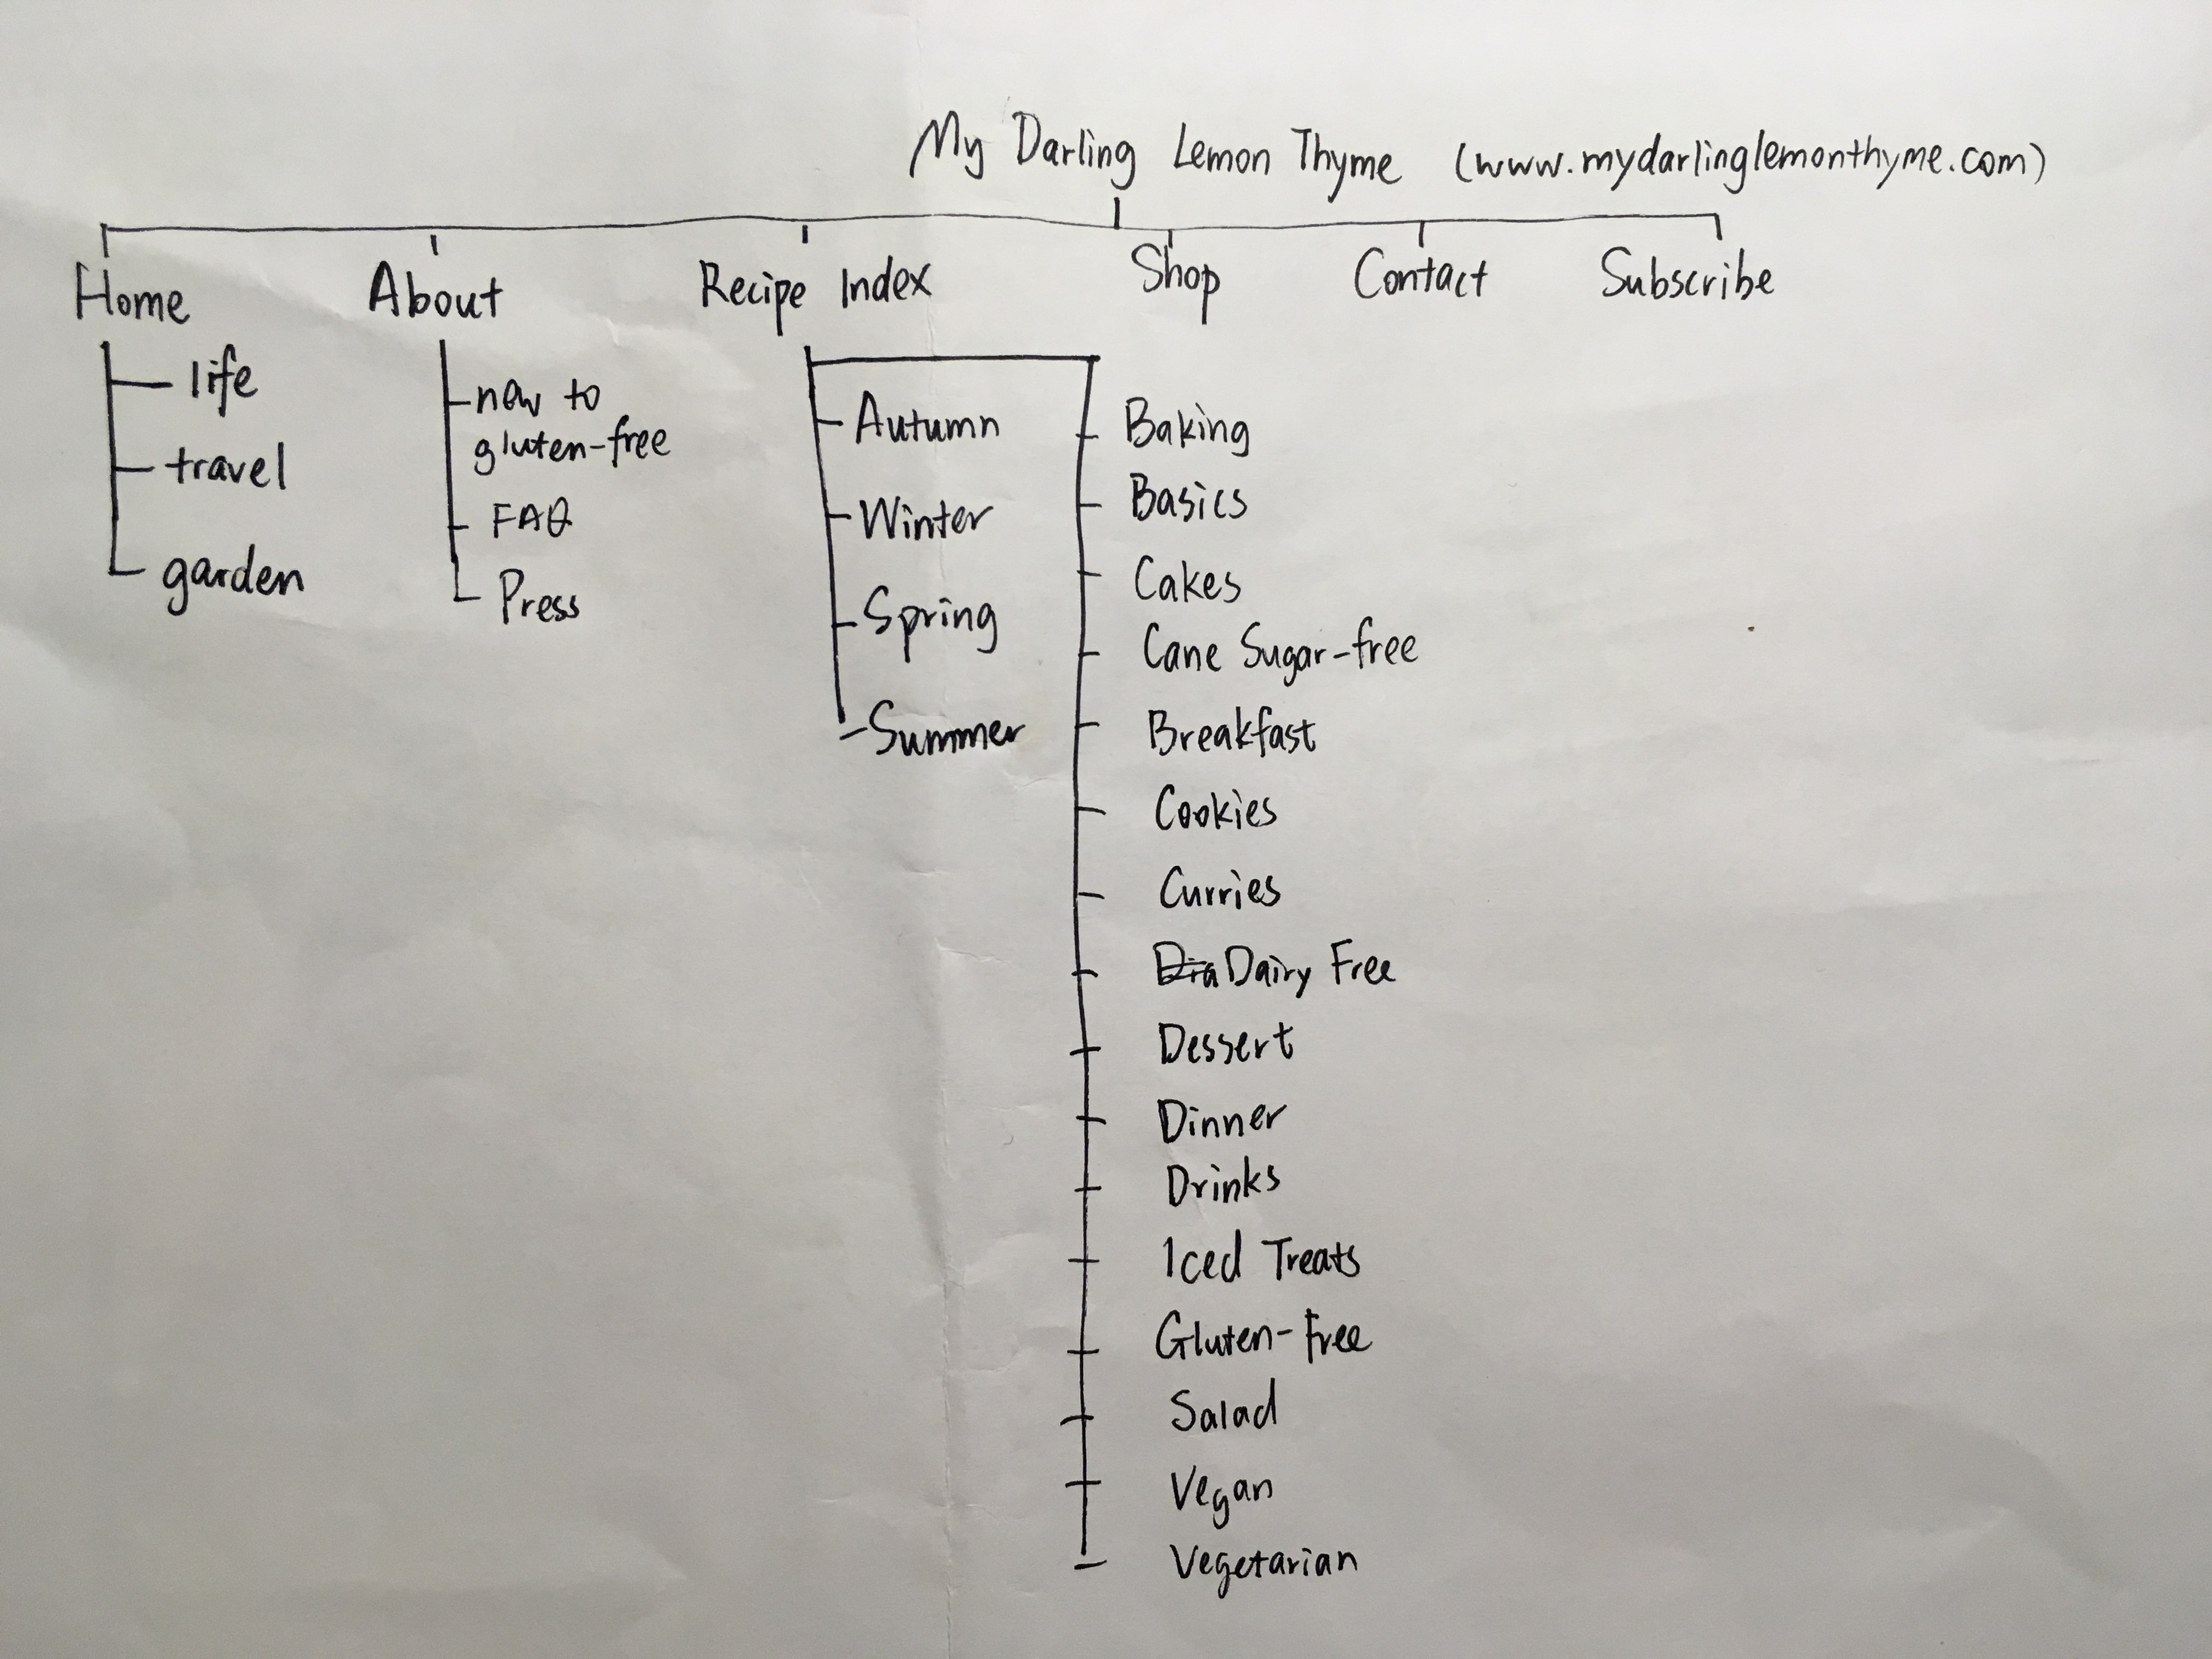 My Darling Lemon Thyme (www.mydarlinglemonthyme.com)
Home
About
Recipe Index
Shop
Contact
Subscribe
life
travel
garden
new to
gluten-free
FAQ
Press
Autumn
Winter
Spring
Summer
Baking
Basics
Cakes
Cane Sugar-free
Breakfast
Cookies
Curries
Dia Dairy Free
Dessert
Dinner
Drinks
Iced Treats
Gluten-Free
Salad
Vegan
Vegetarian